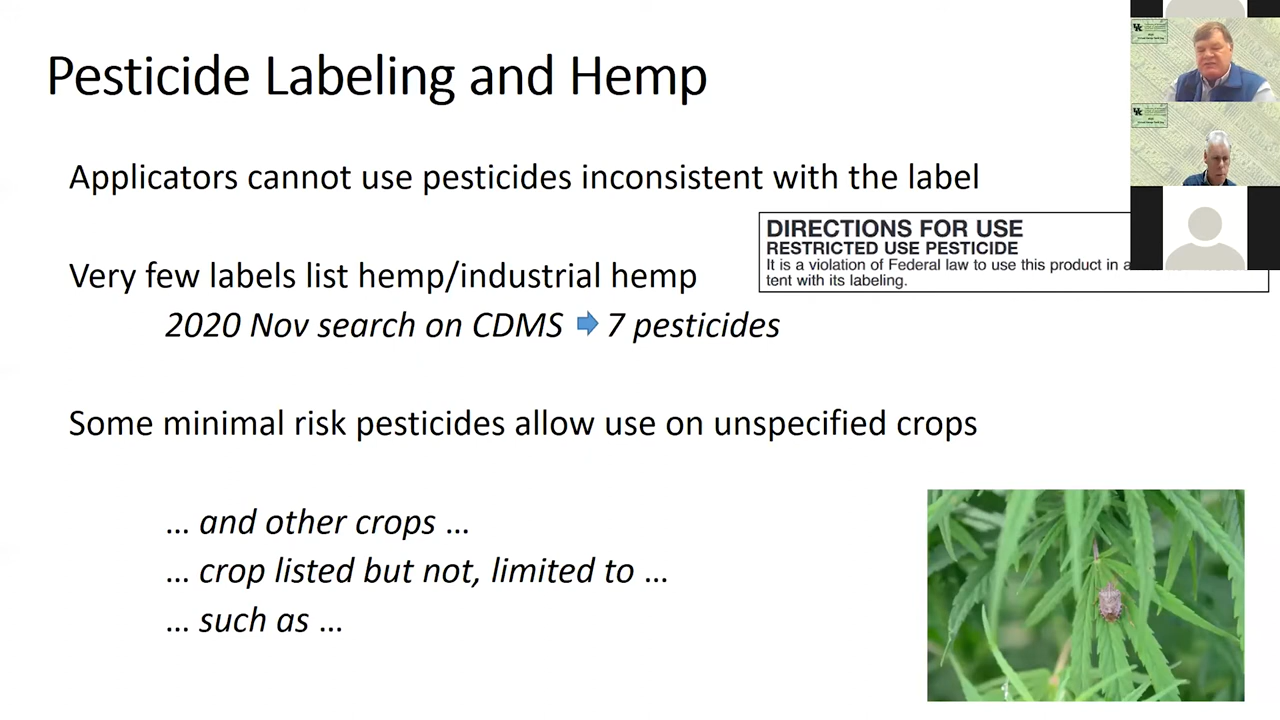 Pesticide Labeling and Hemp
Applicators cannot use pesticides inconsistent with the label
DIRECTIONS FOR USE
RESTRICTED USE PESTICIDE
It is a violation of Federal law to use this product in a
tent with its labeling.
Very few labels list hemp/industrial hemp
2020 Nov search on CDMS 7 pesticides
Some minimal risk pesticides allow use on unspecified crops
... and other crops ...
... crop listed but not, limited to ...
... such as ...
UK
UK